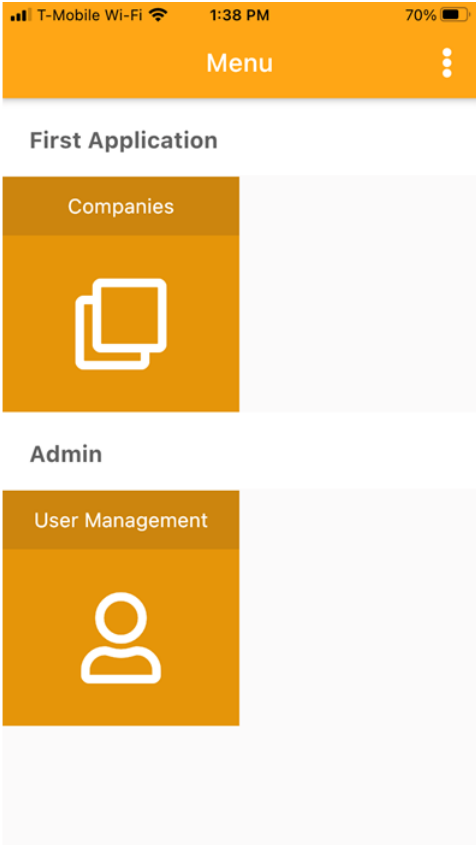 T-Mobile Wi-Fi 1:38 PM 70%
Menu
First Application
Companies
Admin
User Management